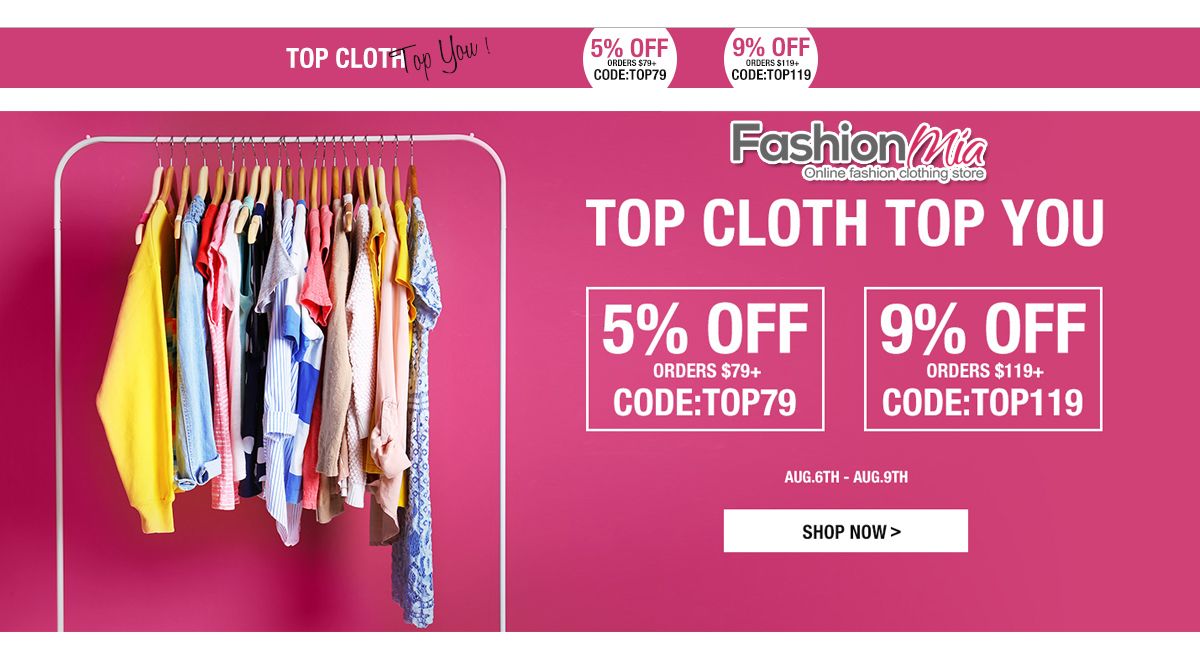 TOP CLOTH Top You !
5% OFF
ORDERS $79+
CODE:TOP79
9% OFF
ORDERS $119+
CODE:TOP119
Fashion Mia
Online fashion clothing store
TOP CLOTH TOP YOU
5% OFF
ORDERS $79+
CODE:TOP79
9% OFF
ORDERS $119+
CODE:TOP119
AUG.6TH - AUG.9TH
SHOP NOW >